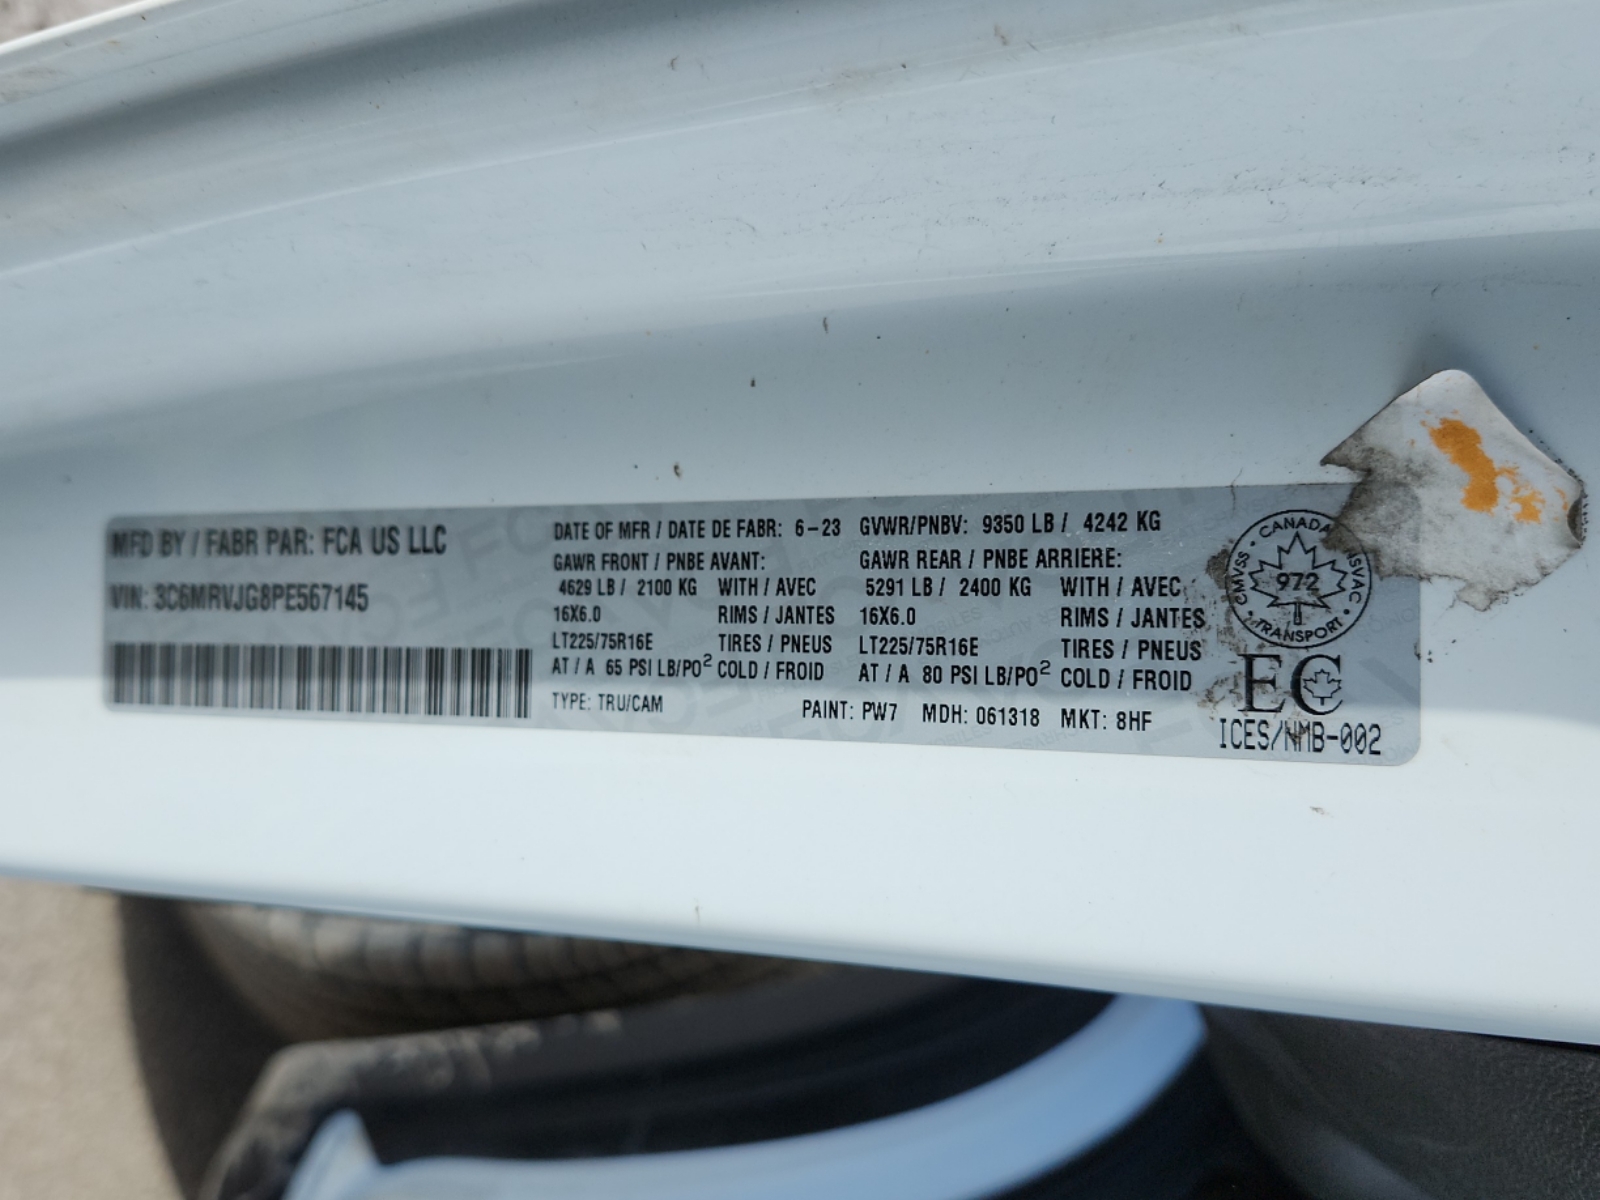 MFD BY / FABR PAR: FCA US LLC
VIN: 3C6MRVJG8PE567145
DATE OF MFR / DATE DE FABR: 6-23 GVWR/PNBV: 9350 LB / 4242 KG
GAWR FRONT / PNBE AVANT: GAWR REAR / PNBE ARRIERE:
4629 LB / 2100 KG WITH / AVEC 5291 LB / 2400 KG WITH / AVEC
16X6.0 RIMS / JANTES 16X6.0 RIMS / JANTES
LT225/75R16E TIRES / PNEUS LT225/75R16E TIRES / PNEUS
AT / A 65 PSI LB/PO² COLD / FROID AT / A 80 PSI LB/PO² COLD / FROID
TYPE: TRU/CAM PAINT: PW7 MDH: 061318 MKT: 8HF
CMVSS • CANADA NSVAC • TRANSPORT •
972
EC
ICES/NMB-002